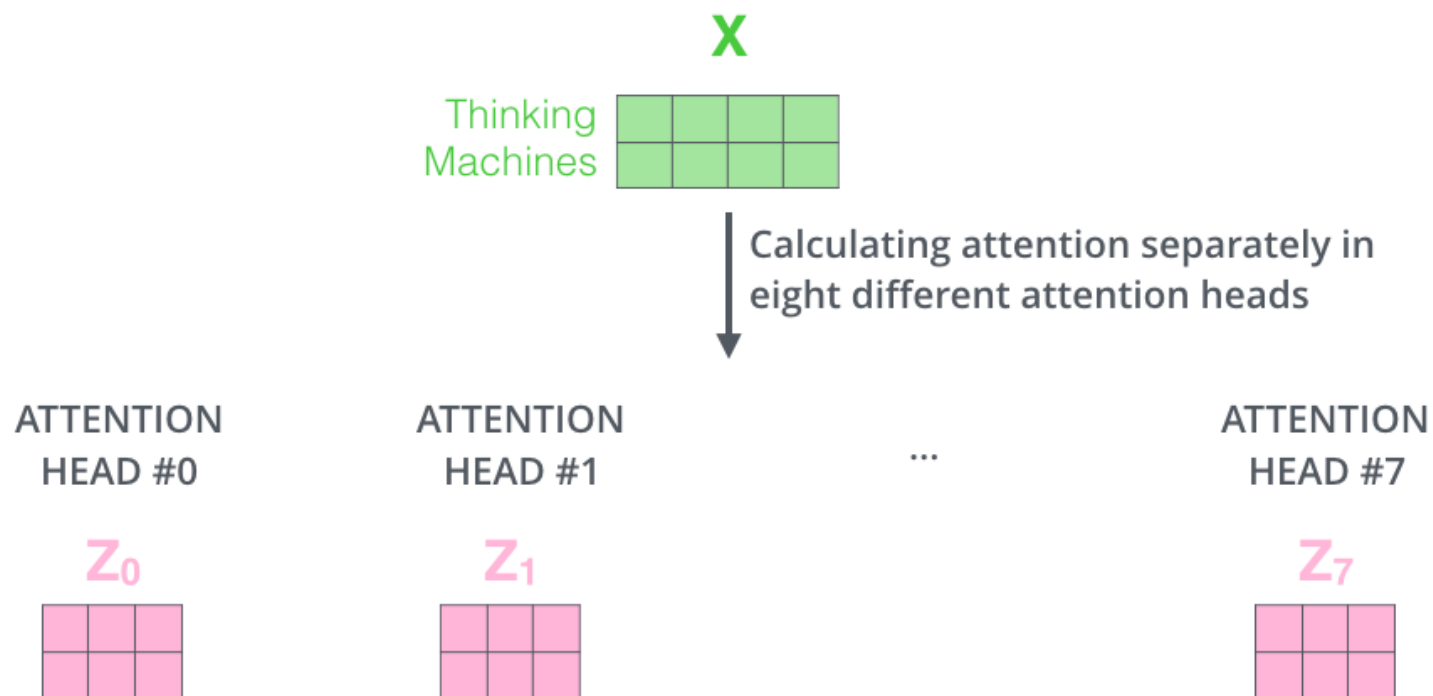 X
Thinking
Machines
Calculating attention separately in
eight different attention heads
ATTENTION
HEAD #0
ATTENTION
HEAD #1
...
ATTENTION
HEAD #7
Z0
Z1
Z7